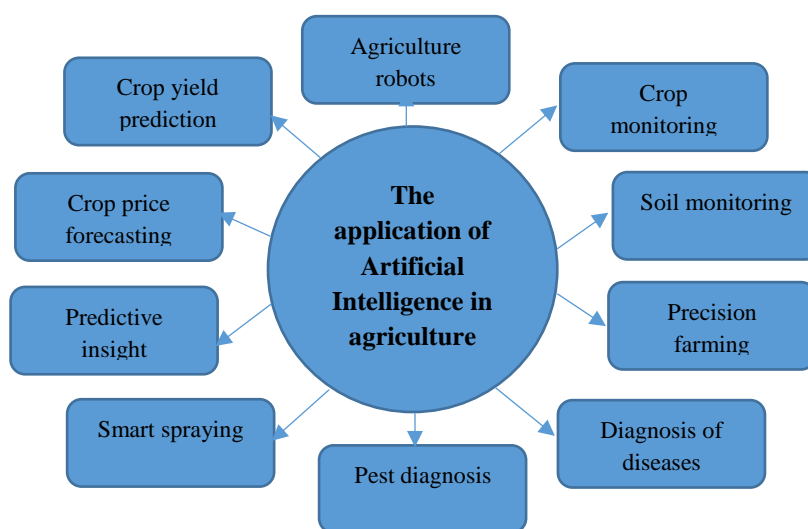 Agriculture
robots
Crop
monitoring
Soil monitoring
Precision
farming
Diagnosis of
diseases
Pest diagnosis
Smart spraying
Predictive
insight
Crop price
forecasting
Crop yield
prediction
The
application of
Artificial
Intelligence in
agriculture